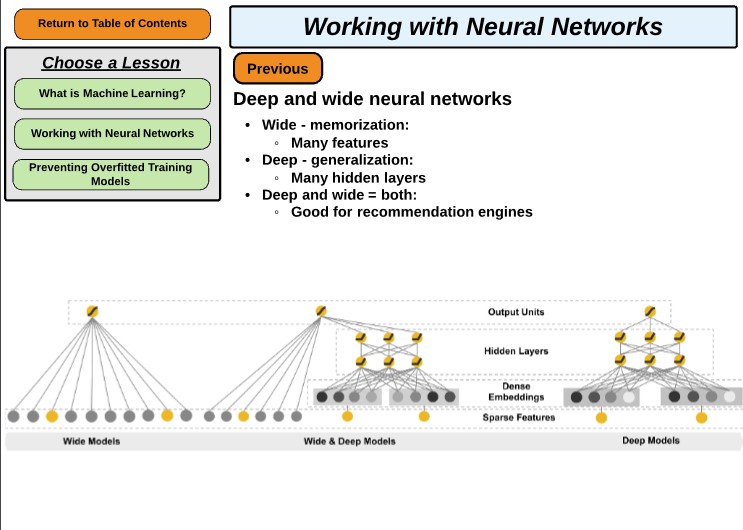 Return to Table of Contents
Working with Neural Networks
Choose a Lesson
What is Machine Learning?
Working with Neural Networks
Preventing Overfitted Training
Models
Previous
Deep and wide neural networks
• Wide - memorization:
◦ Many features
• Deep - generalization:
◦ Many hidden layers
• Deep and wide = both:
◦ Good for recommendation engines
Output Units
Hidden Layers
Dense
Embeddings
Sparse Features
Wide Models
Wide & Deep Models
Deep Models